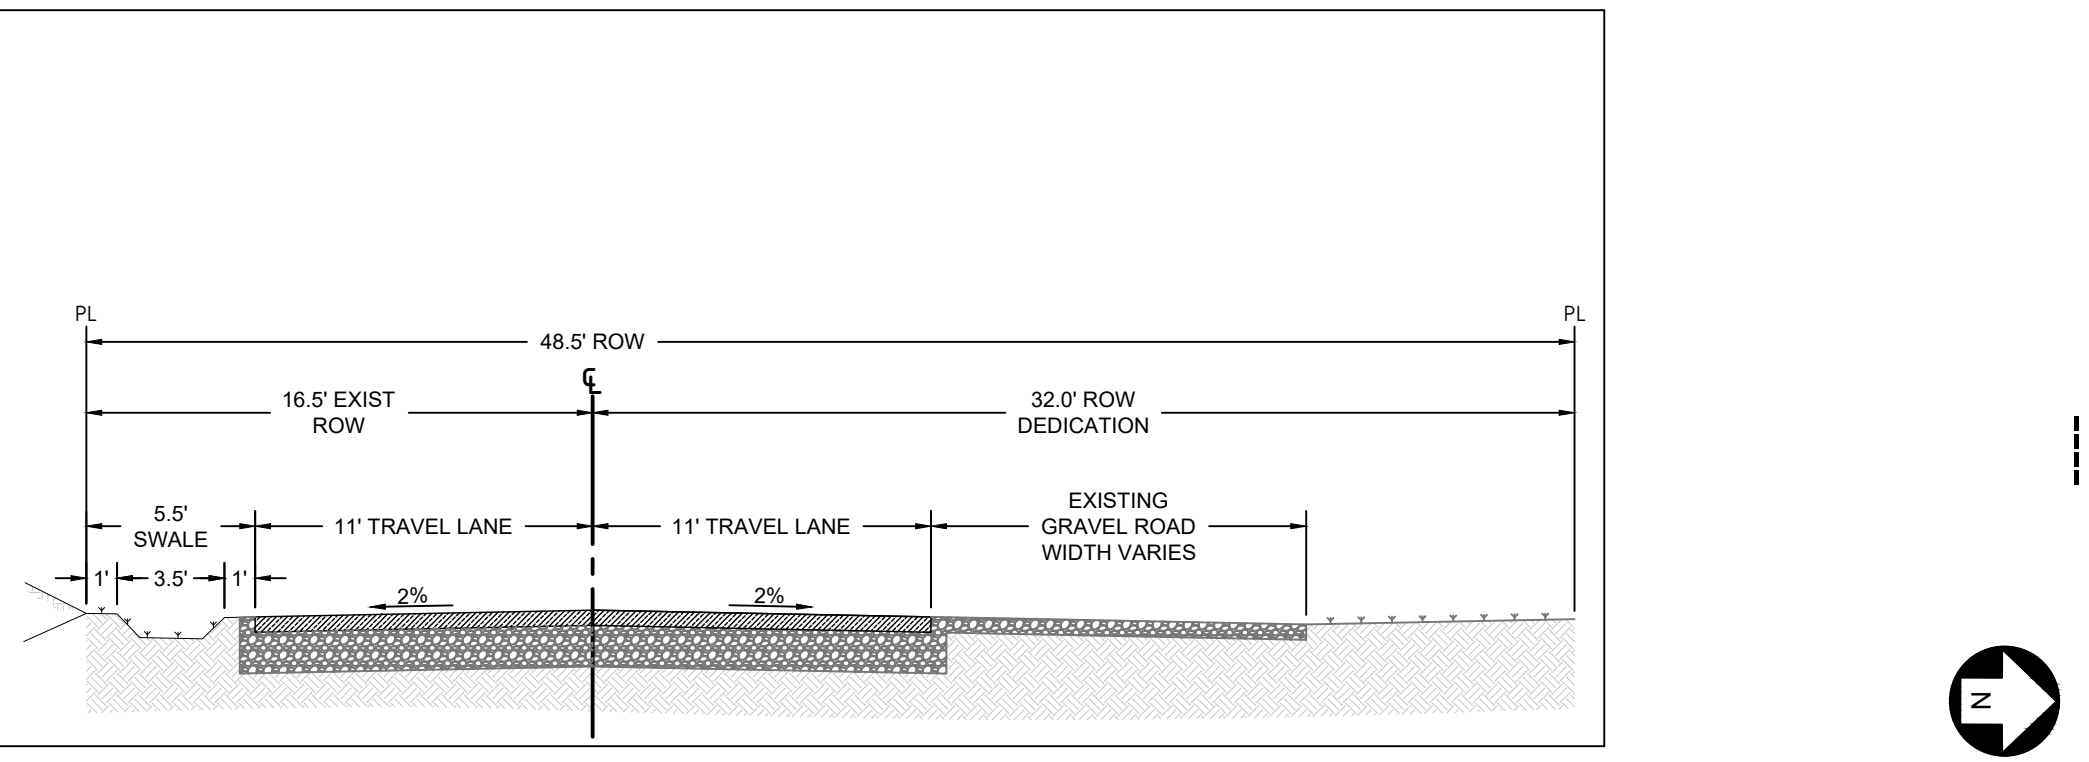 PL
PL
48.5' ROW
℄
16.5' EXIST
ROW
32.0' ROW
DEDICATION
5.5'
SWALE
11' TRAVEL LANE
11' TRAVEL LANE
EXISTING
GRAVEL ROAD
WIDTH VARIES
1'
3.5'
1'
2%
2%
N